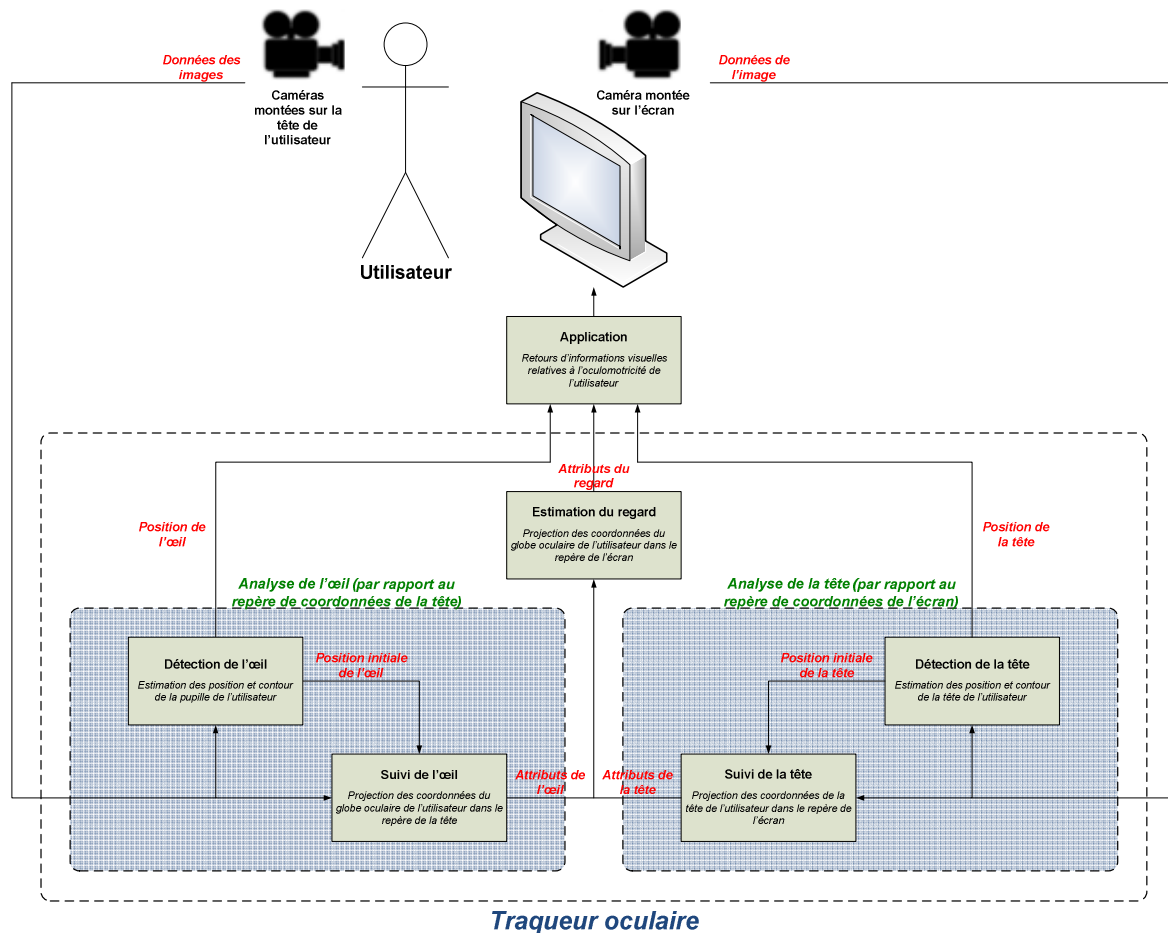 Données des
images
Caméras
montées sur la
tête de
l'utilisateur
Utilisateur
Caméra montée
sur l'écran
Données de
l'image
Application
Retours d'informations visuelles
relatives à l'oculomotricité de
l'utilisateur
Attributs du
regard
Estimation du regard
Projection des coordonnées du
globe oculaire de l'utilisateur dans le
repère de l'écran
Position de
l'œil
Position de
la tête
Analyse de l'œil (par rapport au
repère de coordonnées de la tête)
Analyse de la tête (par rapport au
repère de coordonnées de l'écran)
Détection de l'œil
Estimation des position et contour
de la pupille de l'utilisateur
Position initiale
de l'œil
Position initiale
de la tête
Détection de la tête
Estimation des position et contour
de la tête de l'utilisateur
Suivi de l'œil
Projection des coordonnées du
globe oculaire de l'utilisateur dans le
repère de la tête
Attributs de
l'œil
Attributs de
la tête
Suivi de la tête
Projection des coordonnées de la
tête de l'utilisateur dans le repère de
l'écran
Traqueur oculaire